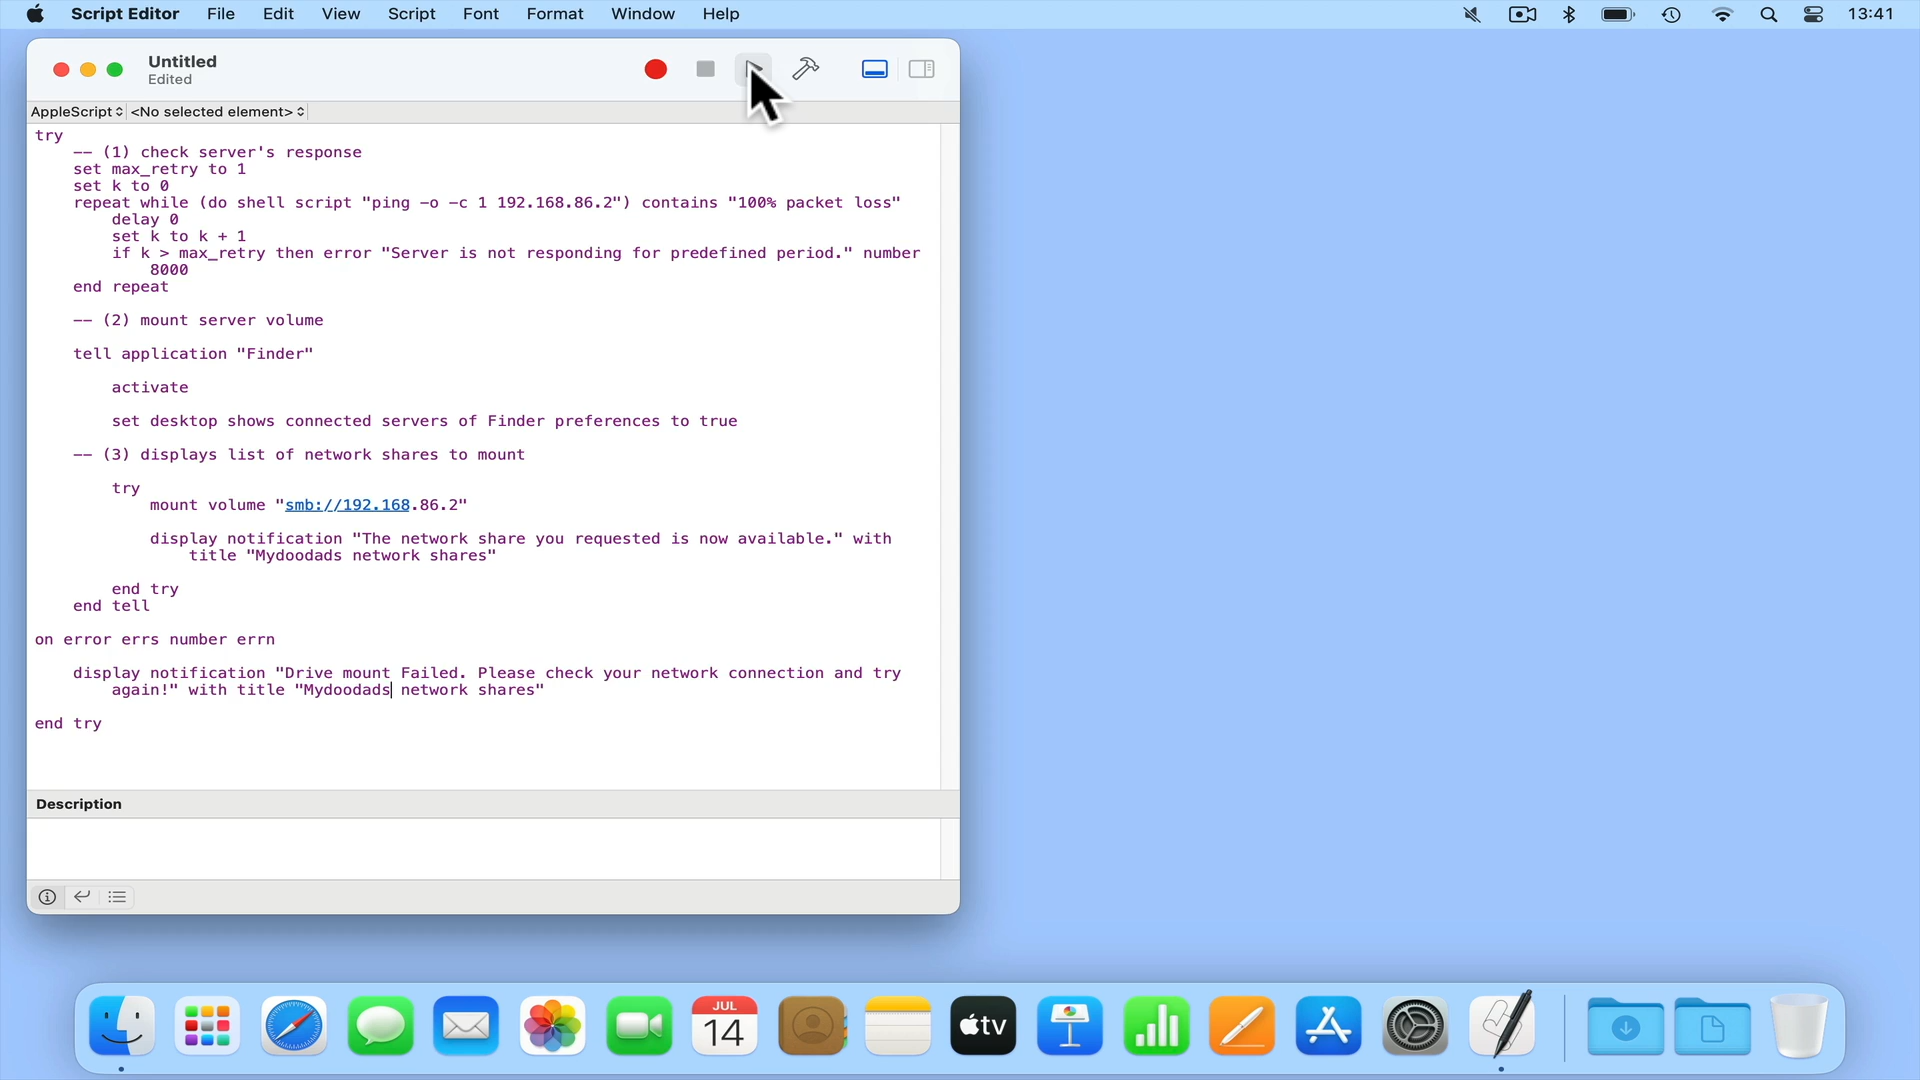 Script Editor File Edit View Script Font Format Window Help 13:41
Untitled
Edited
AppleScript <No selected element>
try
-- (1) check server's response
set max_retry to 1
set k to 0
repeat while (do shell script "ping -o -c 1 192.168.86.2") contains "100% packet loss"
delay 0
set k to k + 1
if k > max_retry then error "Server is not responding for predefined period." number
8000
end repeat
-- (2) mount server volume
tell application "Finder"
activate
set desktop shows connected servers of Finder preferences to true
-- (3) displays list of network shares to mount
try
mount volume "smb://192.168.86.2"
display notification "The network share you requested is now available." with
title "Mydoodads network shares"
end try
end tell
on error errs number errn
display notification "Drive mount Failed. Please check your network connection and try
again!" with title "Mydoodads network shares"
end try
Description
JUL
14
tv